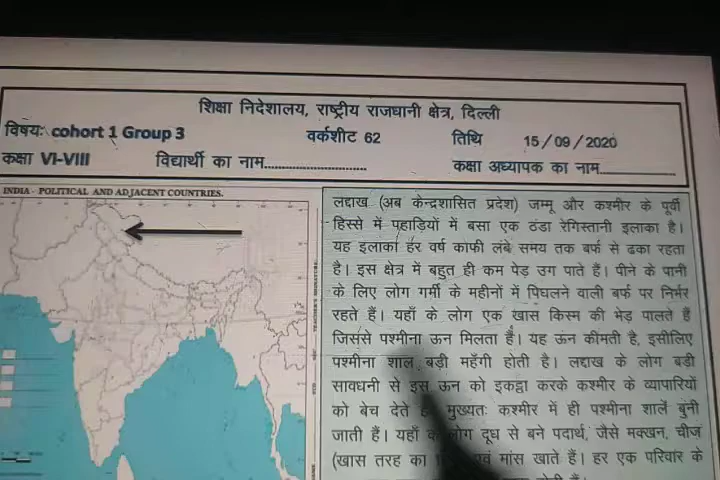 शिक्षा निदेशालय, राष्ट्रीय राजधानी क्षेत्र, दिल्ली
विषयः cohort 1 Group 3 वर्कशीट 62 तिथि 15/09/2020
कक्षा VI-VIII विद्यार्थी का नाम............................ कक्षा अध्यापक का नाम..................
INDIA - POLITICAL AND ADJACENT COUNTRIES.
लद्दाख (अब केन्द्रशासित प्रदेश) जम्मू और कश्मीर के पूर्वी
हिस्से में पहाड़ियों में बसा एक ठंडा रेगिस्तानी इलाका है।
यह इलाका हर वर्ष काफी लंबे समय तक बर्फ से ढका रहता
है। इस क्षेत्र में बहुत ही कम पेड़ उग पाते हैं। पीने के पानी
के लिए लोग गर्मी के महीनों में पिघलने वाली बर्फ पर निर्भर
रहते हैं। यहाँ के लोग एक खास किस्म की भेड़ पालते हैं
जिससे पश्मीना ऊन मिलता है। यह ऊन कीमती है, इसीलिए
पश्मीना शाल बड़ी महँगी होती है। लद्दाख के लोग बड़ी
सावधनी से इस ऊन को इकट्ठा करके कश्मीर के व्यापारियों
को बेच देते मुख्यतः कश्मीर में ही पश्मीना शालें बुनी
जाती हैं। यहाँ लोग दूध से बने पदार्थ, जैसे मक्खन, चीज
(खास तरह का एवं मांस खाते हैं। हर एक परिवार के